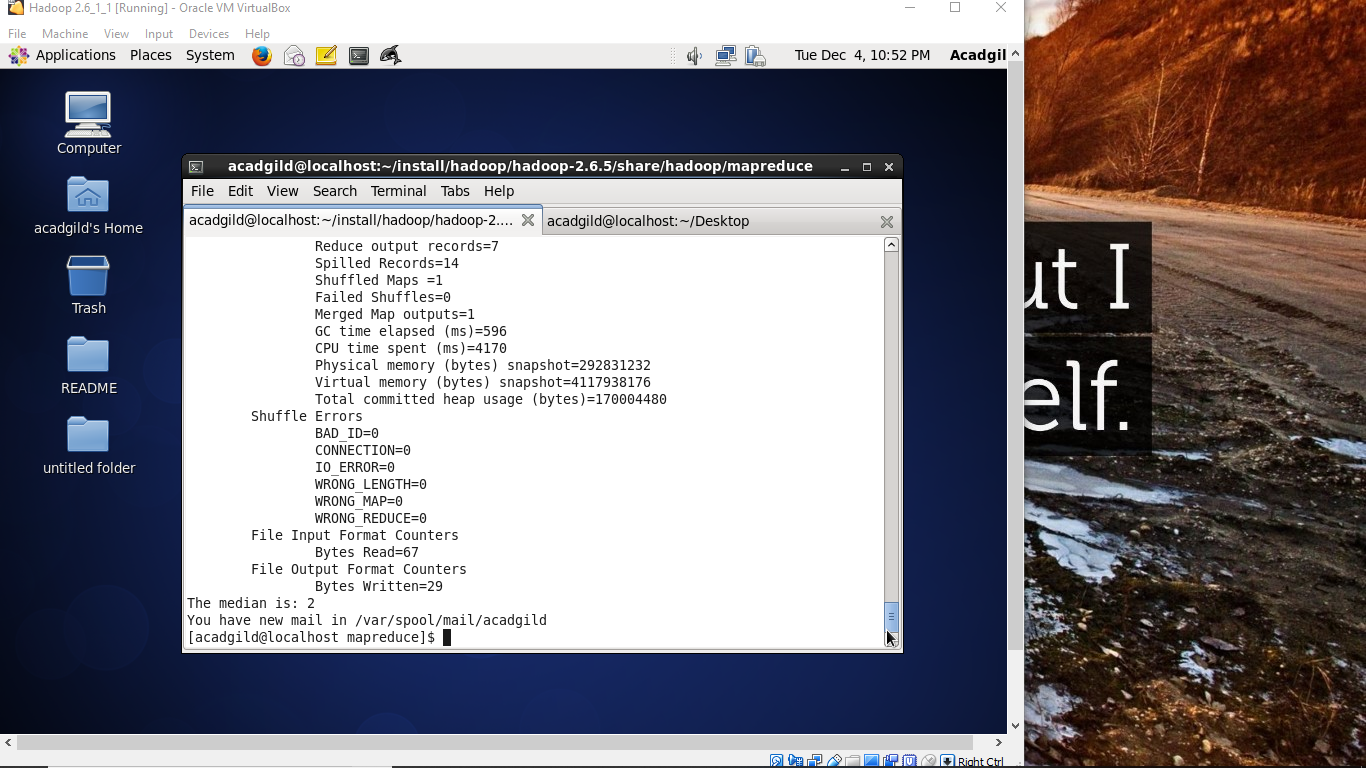 Hadoop 2.6_1_1 [Running] - Oracle VM VirtualBox
File Machine View Input Devices Help
Applications Places System Tue Dec 4, 10:52 PM Acadgil
Computer
acadgild's Home
Trash
README
untitled folder
acadgild@localhost:~/install/hadoop/hadoop-2.6.5/share/hadoop/mapreduce
File Edit View Search Terminal Tabs Help
acadgild@localhost:~/install/hadoop/hadoop-2.... acadgild@localhost:~/Desktop
Reduce output records=7
Spilled Records=14
Shuffled Maps =1
Failed Shuffles=0
Merged Map outputs=1
GC time elapsed (ms)=596
CPU time spent (ms)=4170
Physical memory (bytes) snapshot=292831232
Virtual memory (bytes) snapshot=4117938176
Total committed heap usage (bytes)=170004480
Shuffle Errors
BAD_ID=0
CONNECTION=0
IO_ERROR=0
WRONG_LENGTH=0
WRONG_MAP=0
WRONG_REDUCE=0
File Input Format Counters
Bytes Read=67
File Output Format Counters
Bytes Written=29
The median is: 2
You have new mail in /var/spool/mail/acadgild
[acadgild@localhost mapreduce]$
ut I
elf.
Right Ctrl